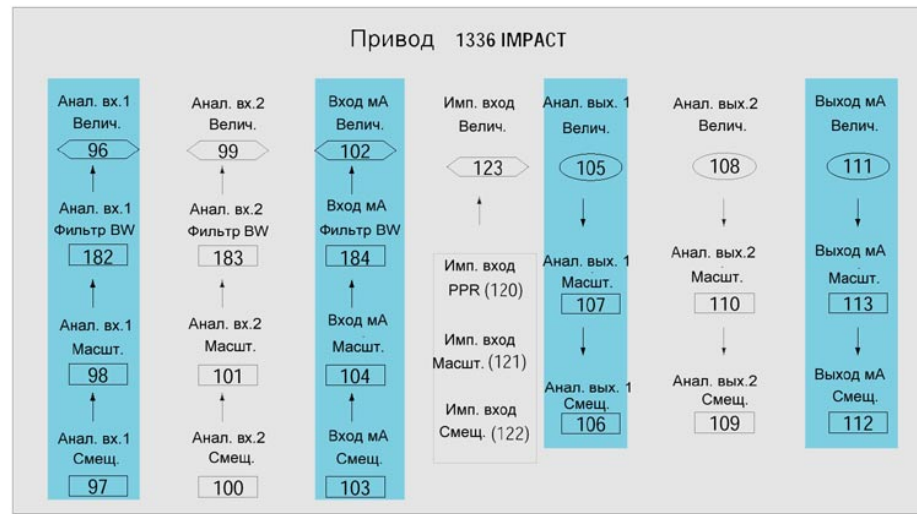 Привод 1336 IMPACT
Анал. вх.1
Велич.
96
Анал. вх.1
Фильтр BW
182
Анал. вх.1
Масшт.
98
Анал. вх.1
Смещ.
97
Анал. вх.2
Велич.
99
Анал. вх.2
Фильтр BW
183
Анал. вх.2
Масшт.
101
Анал. вх.2
Смещ.
100
Вход мА
Велич.
102
Вход мА
Фильтр BW
184
Вход мА
Масшт.
104
Вход мА
Смещ.
103
Имп. вход
Велич.
123
Имп. вход
PPR (120)
Имп. вход
Масшт. (121)
Имп. вход
Смещ. (122)
Анал. вых. 1
Велич.
105
Анал. вых. 1
Масшт.
107
Анал. вых. 1
Смещ.
106
Анал. вых.2
Велич.
108
Анал. вых.2
Масшт.
110
Анал. вых.2
Смещ.
109
Выход мА
Велич.
111
Выход мА
Масшт.
113
Выход мА
Смещ.
112